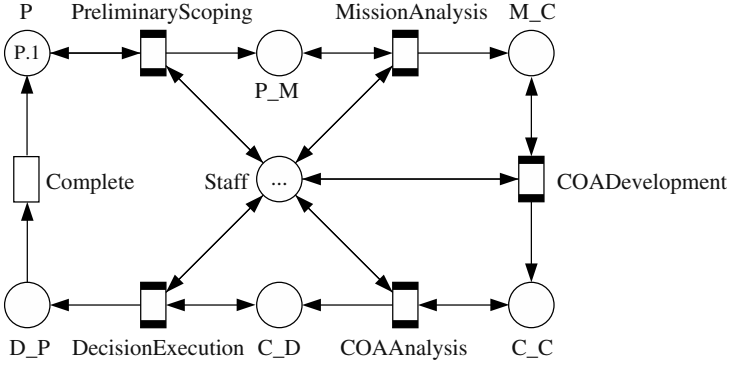 P PreliminaryScoping MissionAnalysis M_C
P.1
P_M
Complete Staff ... COADevelopment
D_P DecisionExecution C_D COAAnalysis C_C